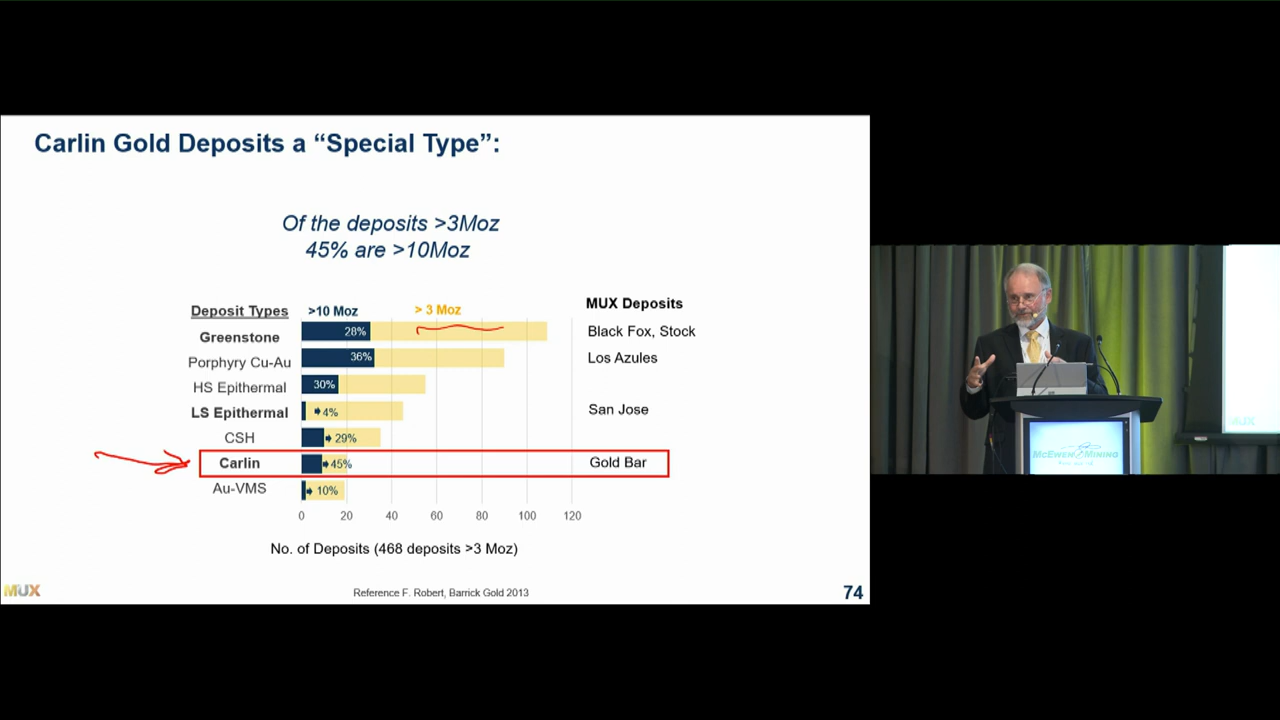 Carlin Gold Deposits a “Special Type”:
Of the deposits >3Moz
45% are >10Moz
Deposit Types >10 Moz > 3 Moz MUX Deposits
Greenstone 28% Black Fox, Stock
Porphyry Cu-Au 36% Los Azules
HS Epithermal 30%
LS Epithermal 4% San Jose
CSH 29%
Carlin 45% Gold Bar
Au-VMS 10%
0 20 40 60 80 100 120
No. of Deposits (468 deposits >3 Moz)
MUX Reference F. Robert, Barrick Gold 2013 74
McEWEN MINING
MUX